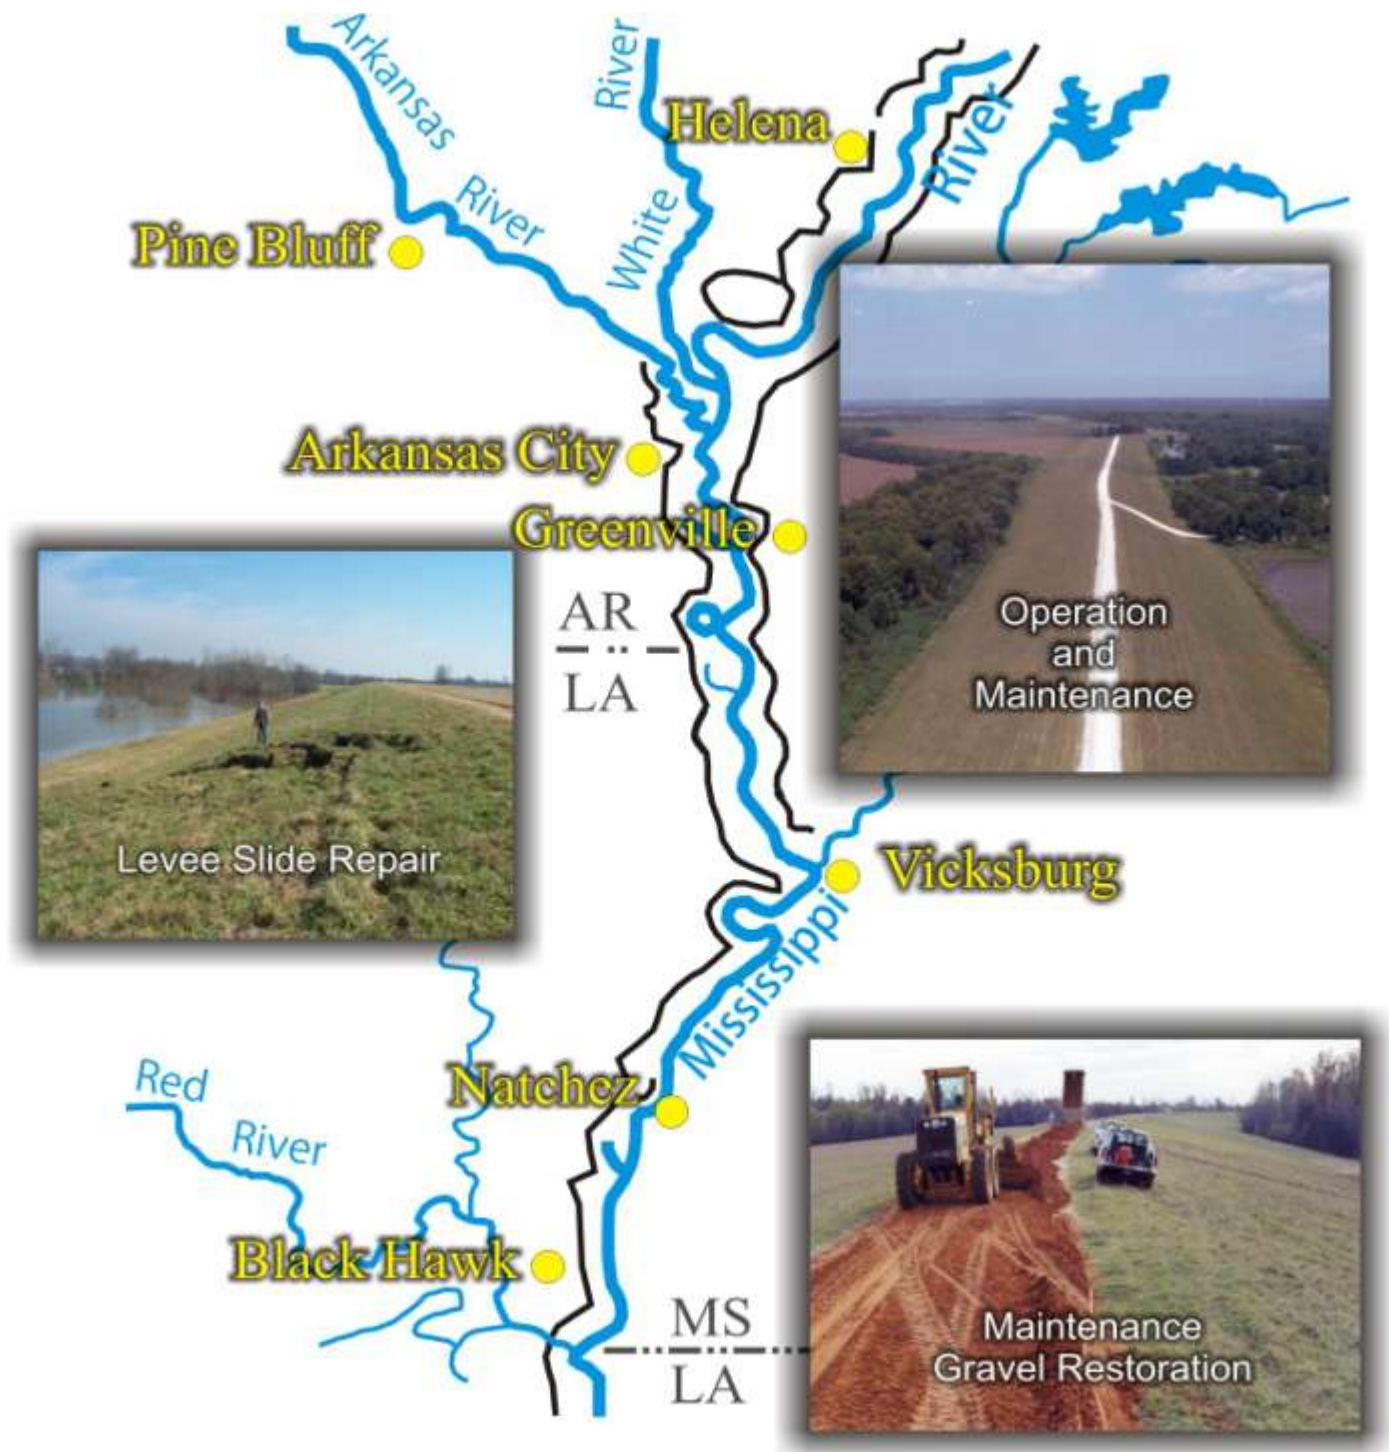 Arkansas
River
River
White
Helena
River
Pine Bluff
Arkansas City
Greenville
AR
LA
Operation
and
Maintenance
Levee Slide Repair
Vicksburg
Mississippi
Natchez
Red
River
Black Hawk
MS
LA
Maintenance
Gravel Restoration